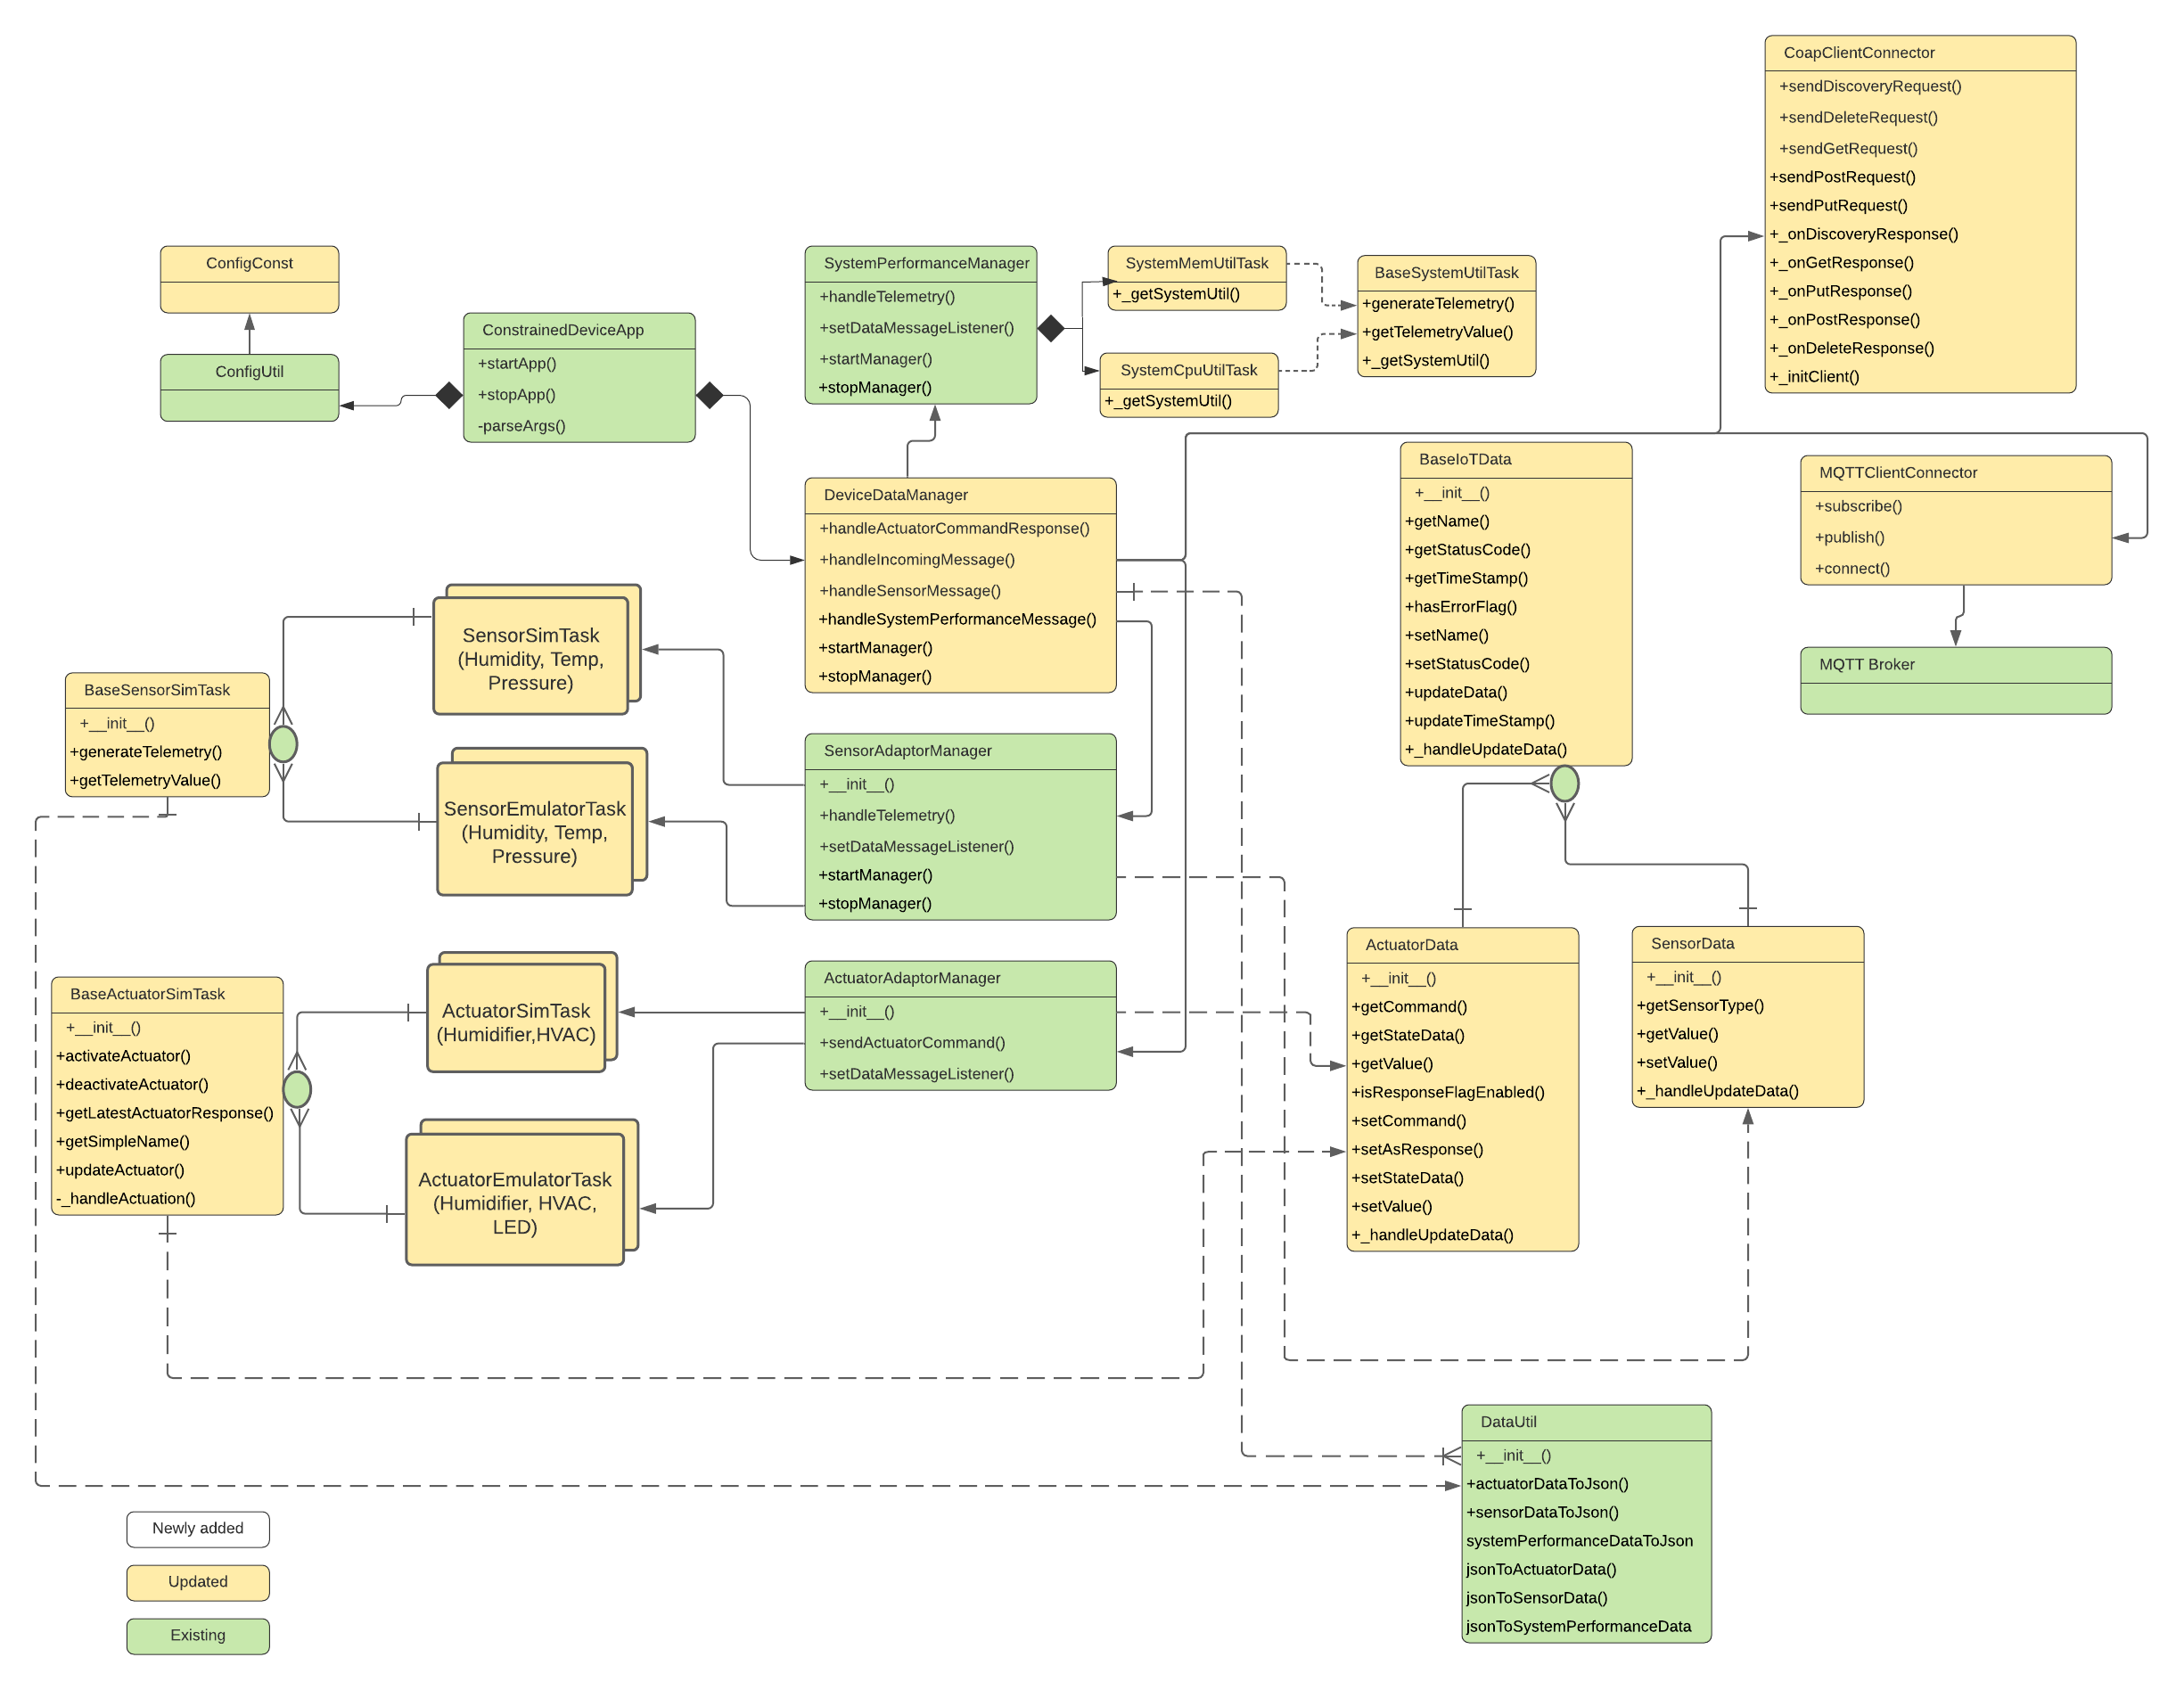 CoapClientConnector
+sendDiscoveryRequest()
+sendDeleteRequest()
+sendGetRequest()
+sendPostRequest()
+sendPutRequest()
+_onDiscoveryResponse()
+_onGetResponse()
+_onPutResponse()
+_onPostResponse()
+_onDeleteResponse()
+_initClient()
ConfigConst
ConfigUtil
ConstrainedDeviceApp
+startApp()
+stopApp()
-parseArgs()
SystemPerformanceManager
+handleTelemetry()
+setDataMessageListener()
+startManager()
+stopManager()
SystemMemUtilTask
+_getSystemUtil()
SystemCpuUtilTask
+_getSystemUtil()
BaseSystemUtilTask
+generateTelemetry()
+getTelemetryValue()
+_getSystemUtil()
DeviceDataManager
+handleActuatorCommandResponse()
+handleIncomingMessage()
+handleSensorMessage()
+handleSystemPerformanceMessage()
+startManager()
+stopManager()
BaseIoTData
+__init__()
+getName()
+getStatusCode()
+getTimeStamp()
+hasErrorFlag()
+setName()
+setStatusCode()
+updateData()
+updateTimeStamp()
+_handleUpdateData()
MQTTClientConnector
+subscribe()
+publish()
+connect()
MQTT Broker
SensorSimTask
(Humidity, Temp,
Pressure)
BaseSensorSimTask
+__init__()
+generateTelemetry()
+getTelemetryValue()
SensorEmulatorTask
(Humidity, Temp,
Pressure)
SensorAdaptorManager
+__init__()
+handleTelemetry()
+setDataMessageListener()
+startManager()
+stopManager()
BaseActuatorSimTask
+__init__()
+activateActuator()
+deactivateActuator()
+getLatestActuatorResponse()
+getSimpleName()
+updateActuator()
-_handleActuation()
ActuatorSimTask
(Humidifier,HVAC)
ActuatorEmulatorTask
(Humidifier, HVAC,
LED)
ActuatorAdaptorManager
+__init__()
+sendActuatorCommand()
+setDataMessageListener()
ActuatorData
+__init__()
+getCommand()
+getStateData()
+getValue()
+isResponseFlagEnabled()
+setCommand()
+setAsResponse()
+setStateData()
+setValue()
+_handleUpdateData()
SensorData
+__init__()
+getSensorType()
+getValue()
+setValue()
+_handleUpdateData()
DataUtil
+__init__()
+actuatorDataToJson()
+sensorDataToJson()
systemPerformanceDataToJson
jsonToActuatorData()
jsonToSensorData()
jsonToSystemPerformanceData
Newly added
Updated
Existing